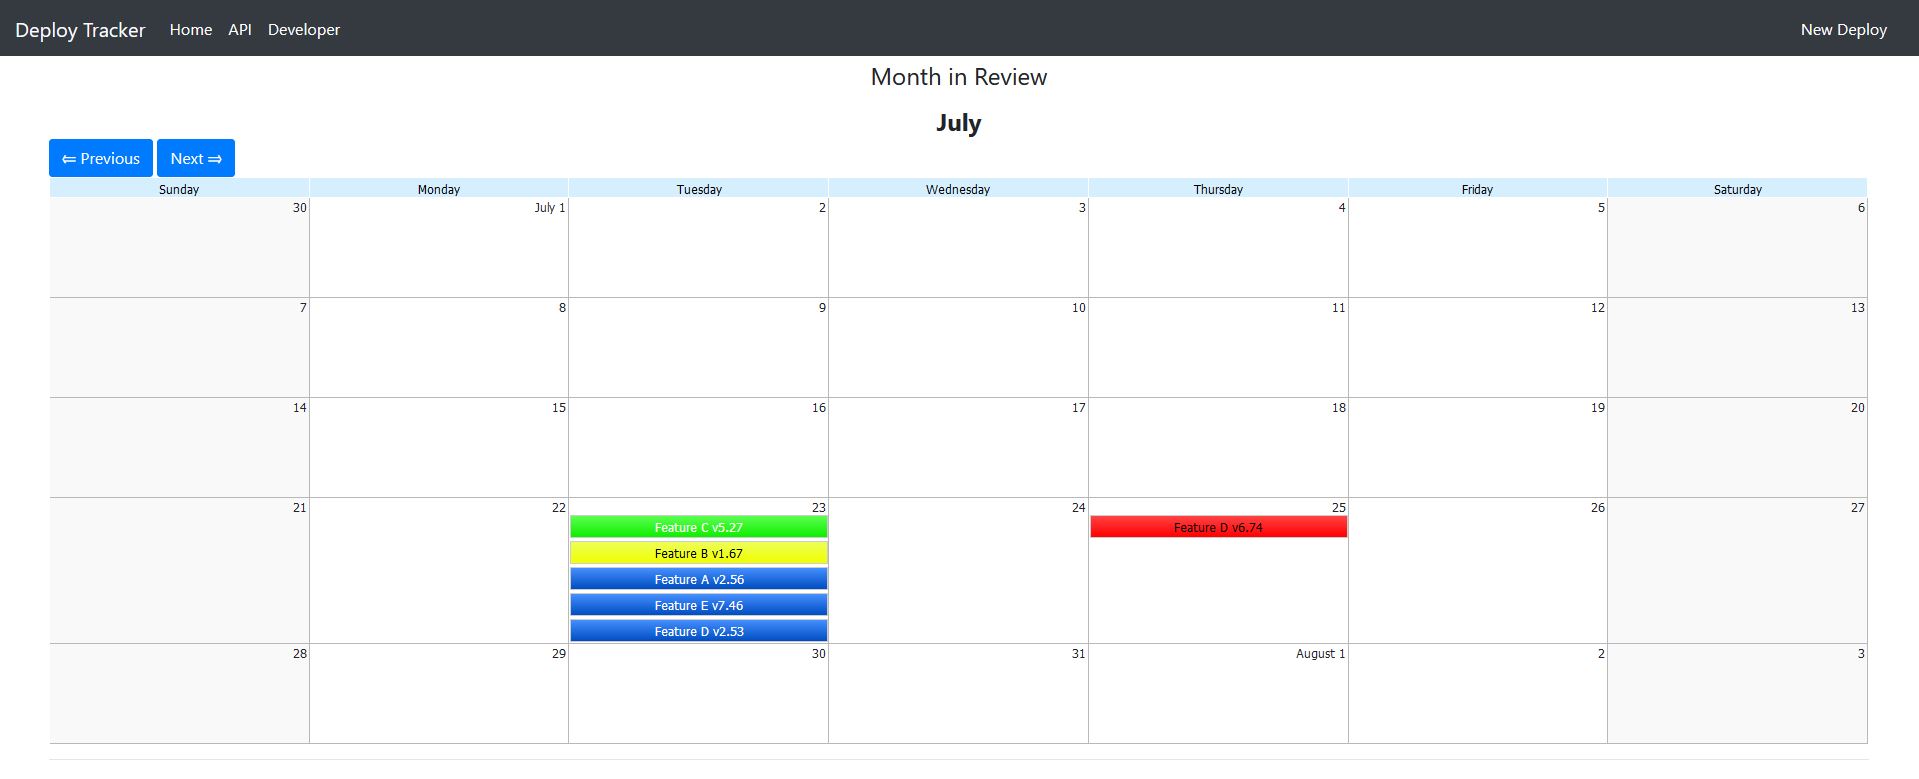 Deploy Tracker Home API Developer New Deploy
Month in Review
July
⇐ Previous Next ⇒
Sunday Monday Tuesday Wednesday Thursday Friday Saturday
30 July 1 2 3 4 5 6
7 8 9 10 11 12 13
14 15 16 17 18 19 20
21 22 23 24 25 26 27
Feature C v5.27 Feature D v6.74
Feature B v1.67
Feature A v2.56
Feature E v7.46
Feature D v2.53
28 29 30 31 August 1 2 3